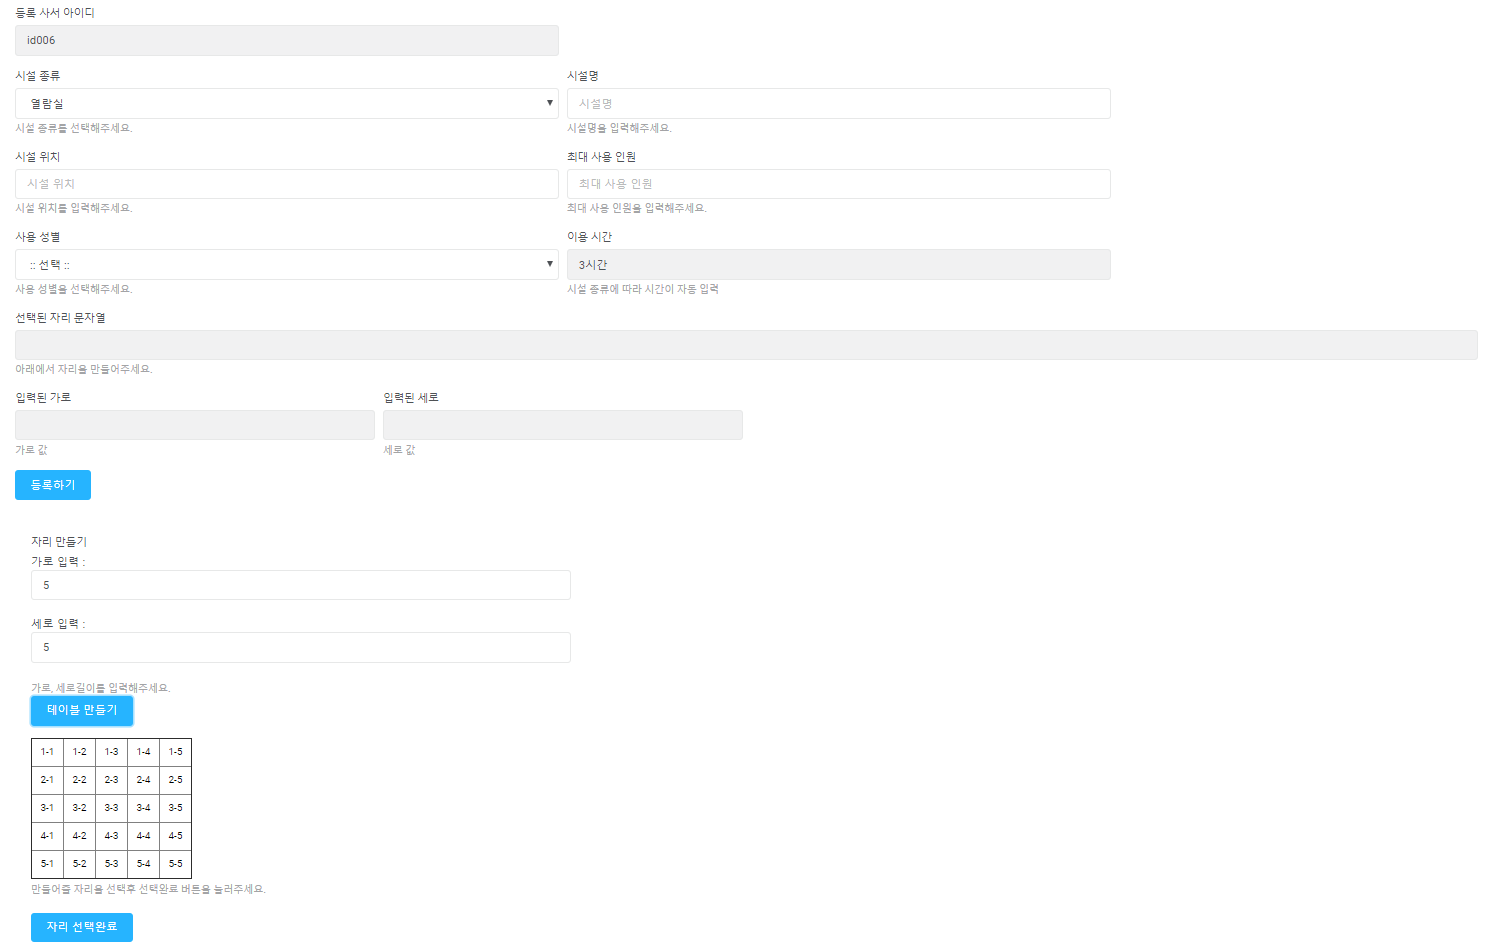 등록 사서 아이디
id006
시설 종류 시설명
열람실 시설명
시설 종류를 선택해주세요. 시설명을 입력해주세요.
시설 위치 최대 사용 인원
시설 위치 최대 사용 인원
시설 위치를 입력해주세요. 최대 사용 인원을 입력해주세요.
사용 성별 이용 시간
:: 선택 :: 3시간
사용 성별을 선택해주세요. 시설 종류에 따라 시간이 자동 입력
선택된 자리 문자열
아래에서 자리을 만들어주세요.
입력된 가로 입력된 세로
가로 값 세로 값
등록하기
자리 만들기
가로 입력 :
5
세로 입력 :
5
가로, 세로길이를 입력해주세요.
테이블 만들기
1-1 1-2 1-3 1-4 1-5
2-1 2-2 2-3 2-4 2-5
3-1 3-2 3-3 3-4 3-5
4-1 4-2 4-3 4-4 4-5
5-1 5-2 5-3 5-4 5-5
만들어줄 자리을 선택후 선택완료 버튼을 눌러주세요.
자리 선택완료